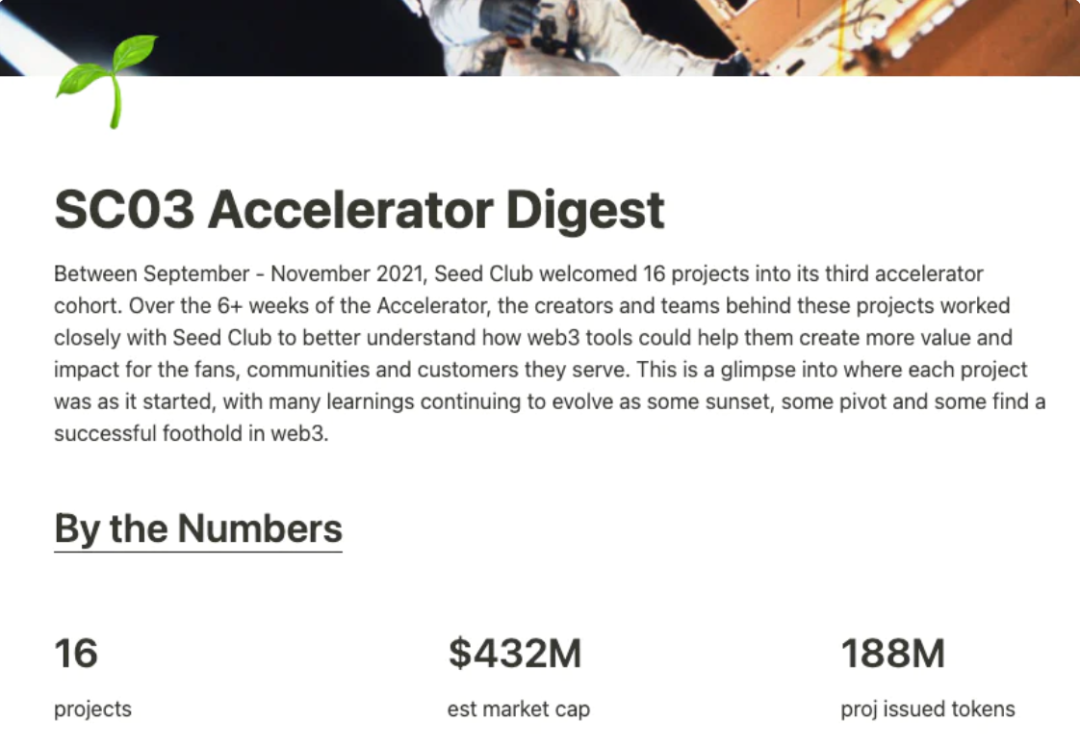 SC03 Accelerator Digest
Between September - November 2021, Seed Club welcomed 16 projects into its third accelerator
cohort. Over the 6+ weeks of the Accelerator, the creators and teams behind these projects worked
closely with Seed Club to better understand how web3 tools could help them create more value and
impact for the fans, communities and customers they serve. This is a glimpse into where each project
was as it started, with many learnings continuing to evolve as some sunset, some pivot and some find a
successful foothold in web3.
By the Numbers
16 $432M 188M
projects est market cap proj issued tokens